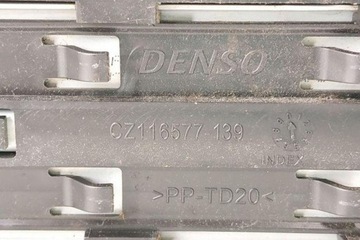 DENSO
CZ116577 139
INDEX
>PP-TD20<